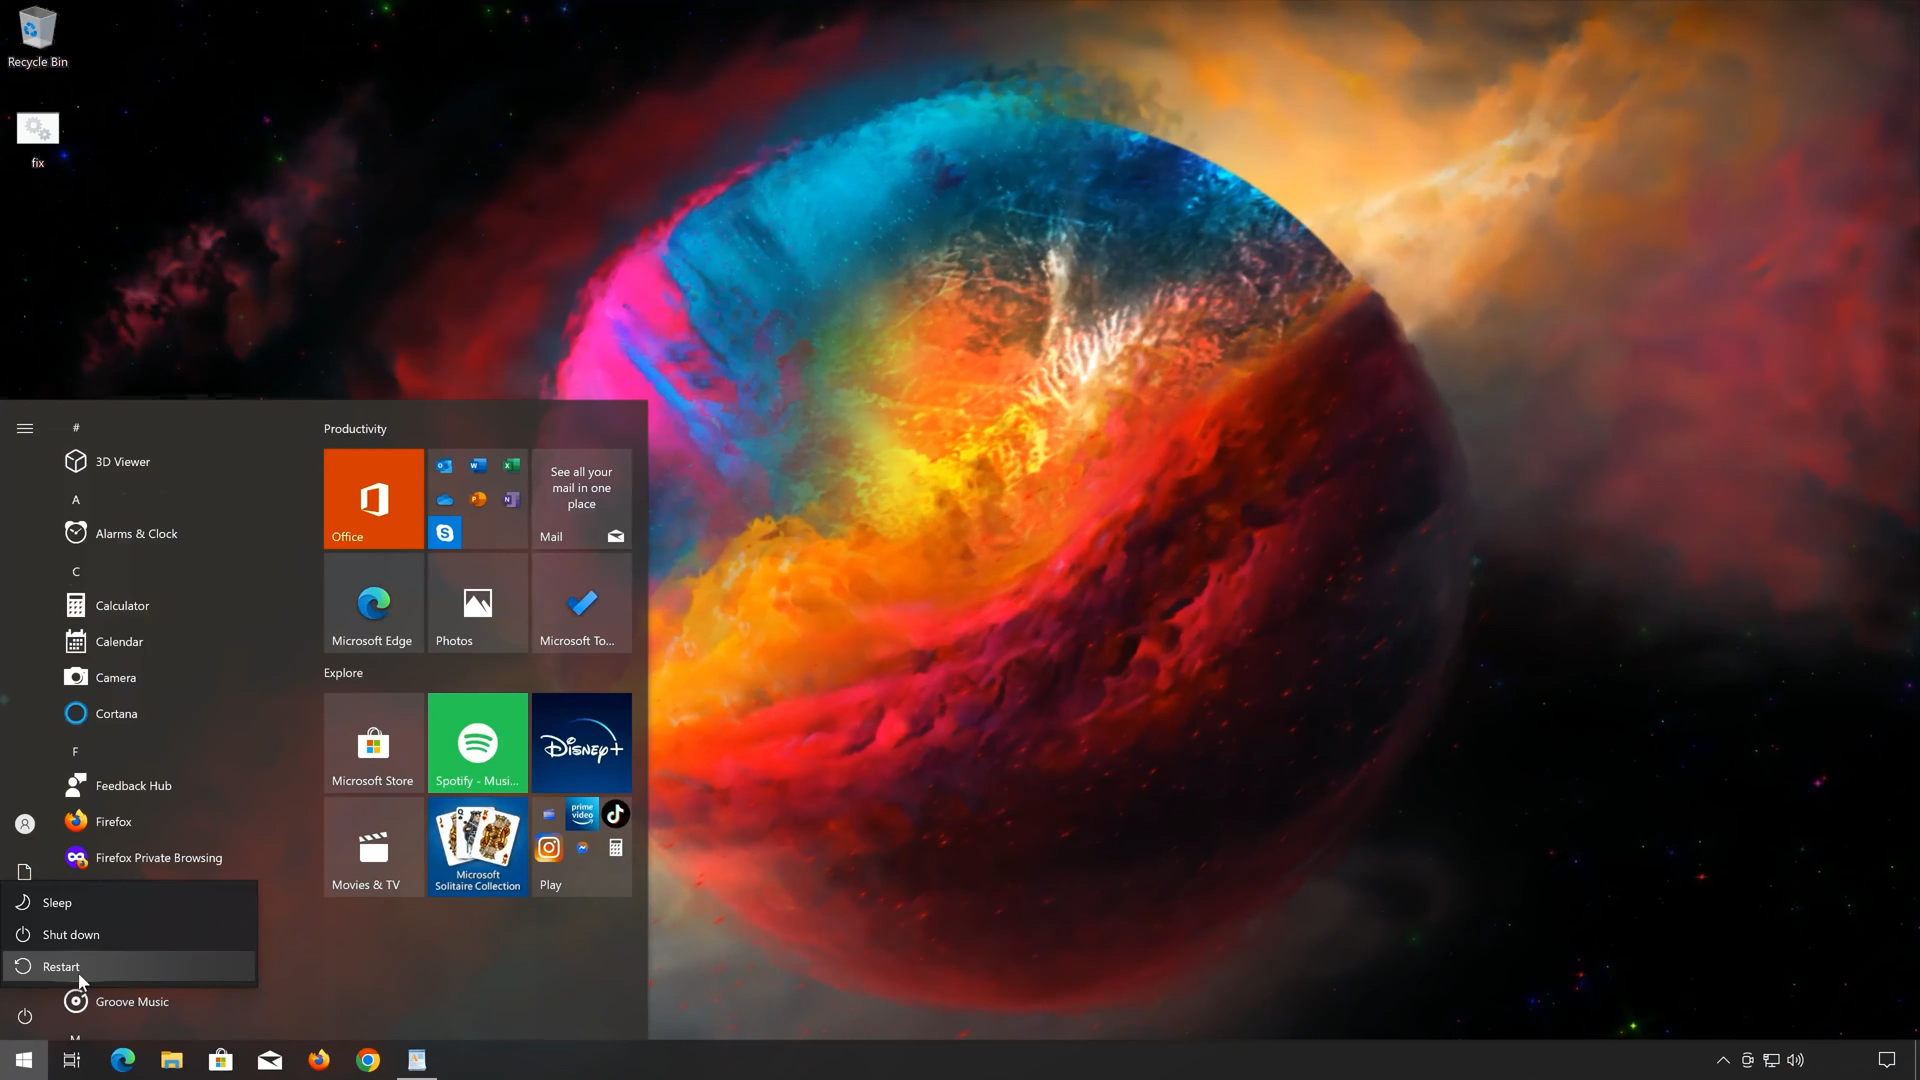 Recycle Bin
fix
#
3D Viewer
A
Alarms & Clock
C
Calculator
Calendar
Camera
Cortana
F
Feedback Hub
Firefox
Firefox Private Browsing
Sleep
Shut down
Restart
Groove Music
M
Productivity
Office
See all your
mail in one
place
Mail
Microsoft Edge
Photos
Microsoft To...
Explore
Microsoft Store
Spotify - Musi...
Disney+
Movies & TV
Microsoft
Solitaire Collection
prime
video
Play